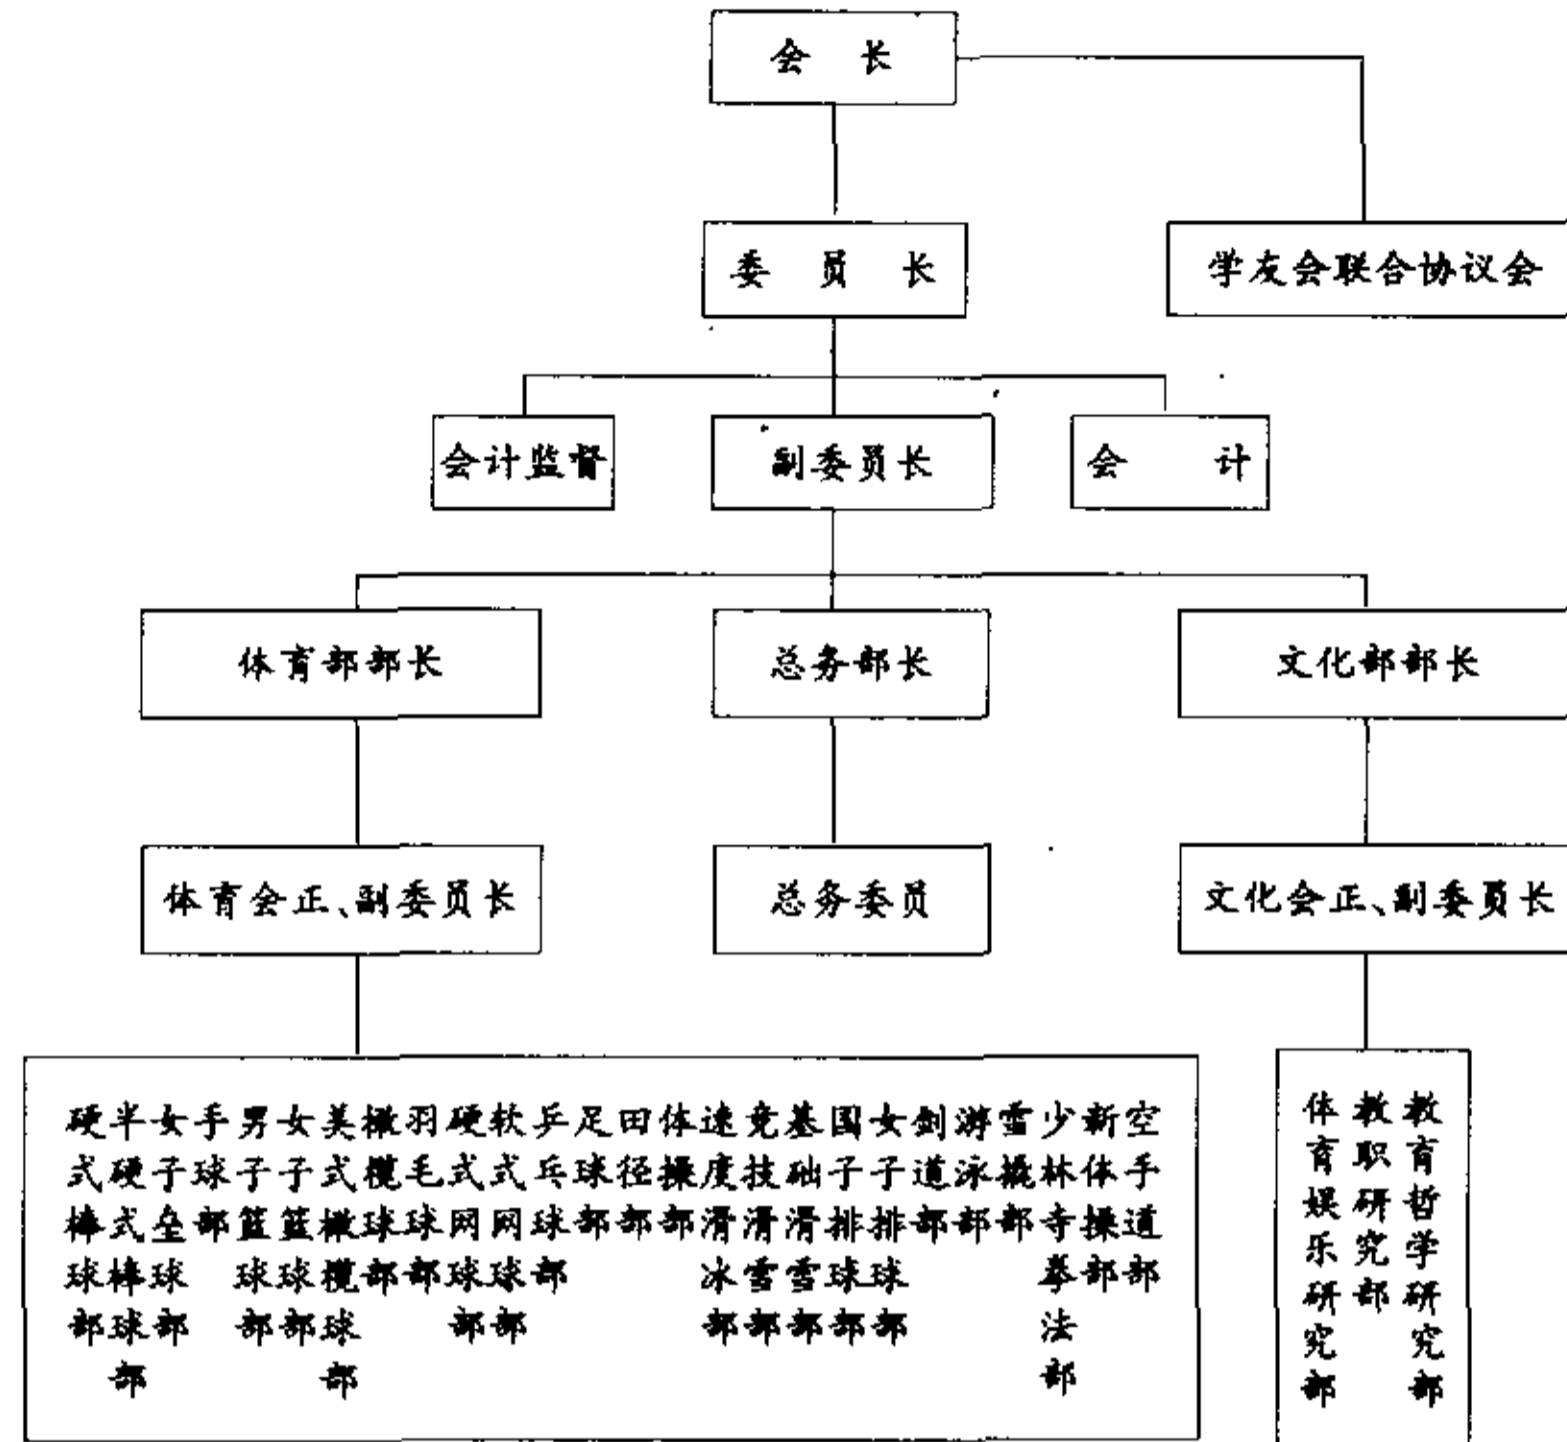 会 长
委 员 长
学友会联合协议会
会计监督
副委员长
会 计
体育部部长
总务部长
文化部部长
体育会正、副委员长
总务委员
文化会正、副委员长
硬式棒球部
半硬式棒球部
女子垒球部
手球部
男子篮球部
女子篮球部
美式橄榄球部
橄榄球部
羽毛球部
硬式网球部
软式网球部
乒乓球部
足球部
田径部
体操部
速度滑冰部
竞技滑雪部
基础滑雪部
国子排球部
女子排球部
剑道部
游泳部
雪撬部
少林寺拳法部
新体操部
空手道部
体育娱乐研究部
教职研究部
教育哲学研究部